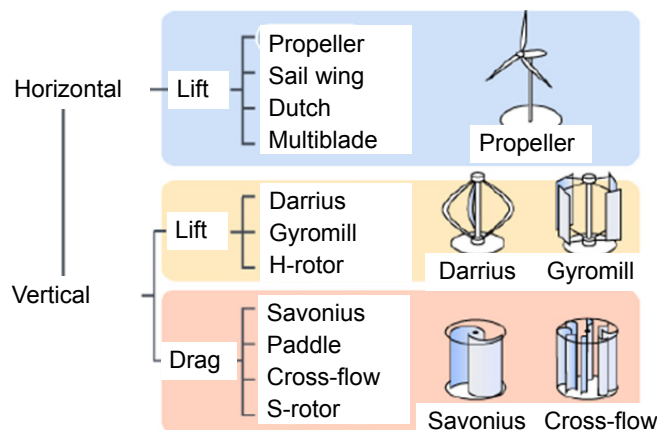 Horizontal
Lift
Propeller
Sail wing
Dutch
Multiblade
Propeller
Vertical
Lift
Darrius
Gyromill
H-rotor
Darrius
Gyromill
Drag
Savonius
Paddle
Cross-flow
S-rotor
Savonius
Cross-flow